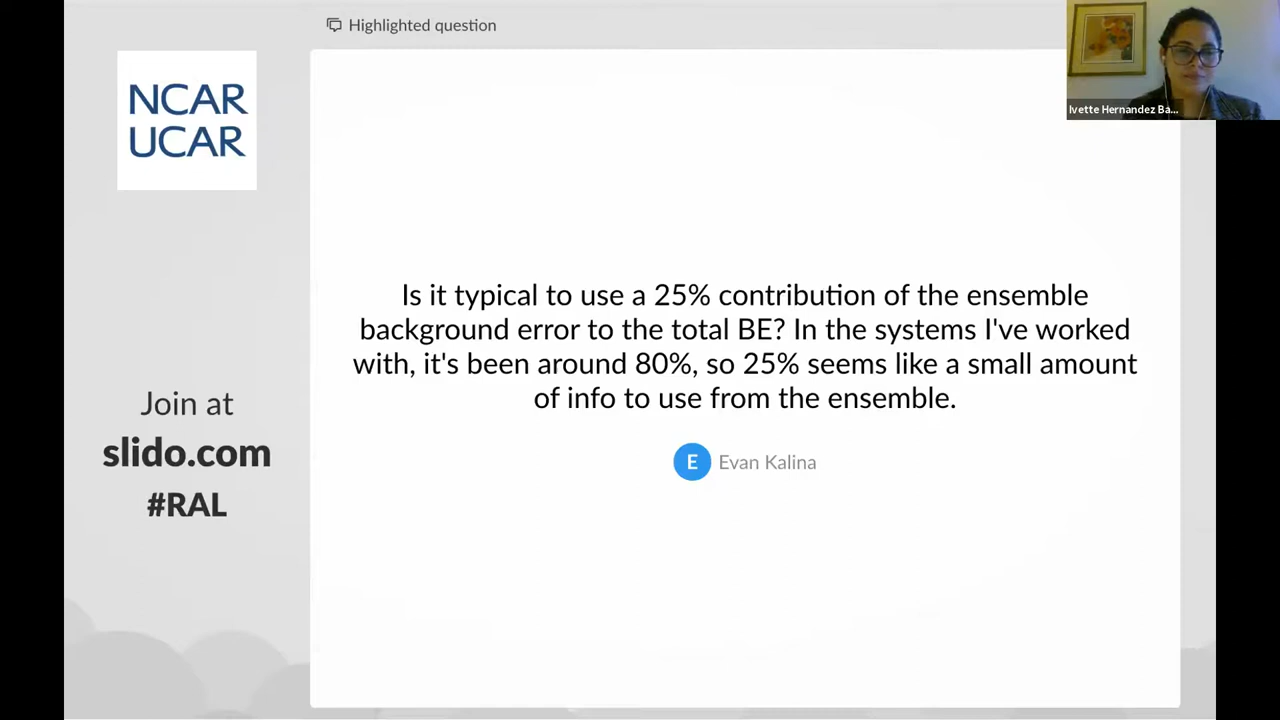 Highlighted question
NCAR
UCAR
Ivette Hernandez Ba...
Is it typical to use a 25% contribution of the ensemble
background error to the total BE? In the systems I've worked
with, it's been around 80%, so 25% seems like a small amount
of info to use from the ensemble.
Join at
slido.com
#RAL
E
Evan Kalina